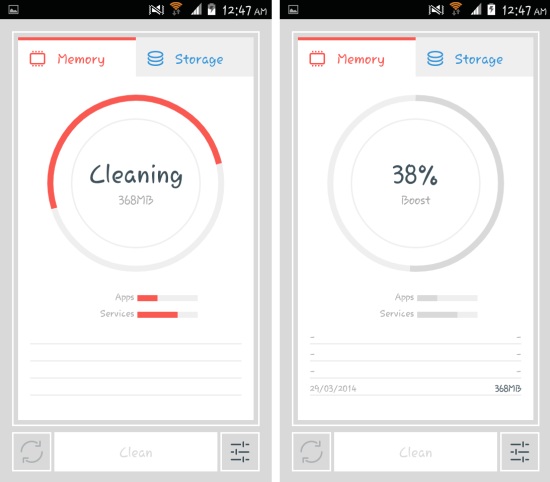 12:47 AM
Memory
Storage
Cleaning
368MB
Apps
Services
Clean
12:47 AM
Memory
Storage
38%
Boost
Apps
Services
-
-
-
29/03/2014 368MB
Clean